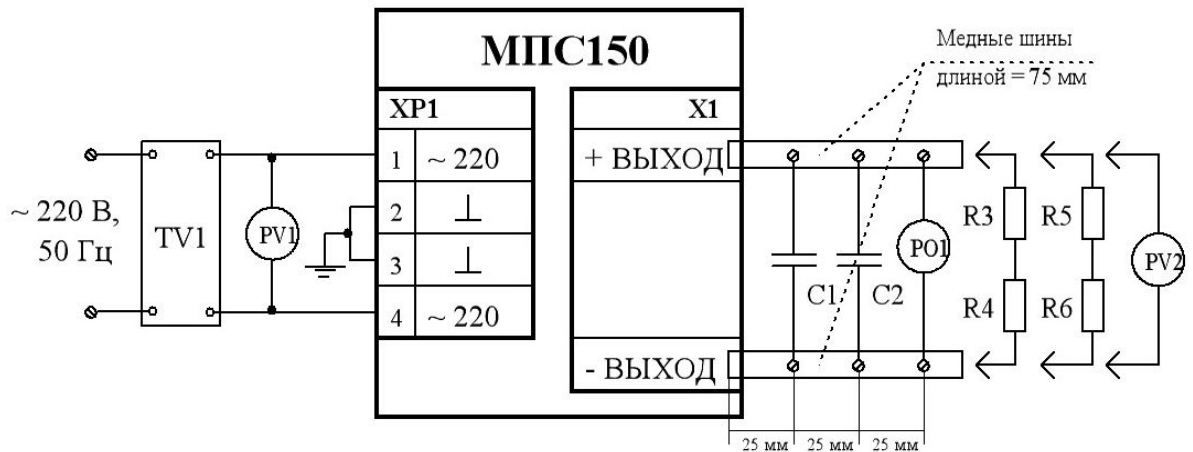 МПС150
Медные шины
длиной = 75 мм
XP1
X1
1
~ 220
+ ВЫХОД
2
⊥
3
⊥
4
~ 220
- ВЫХОД
~ 220 В,
50 Гц
TV1
PV1
C1
C2
PO1
R3
R4
R5
R6
PV2
25 мм
25 мм
25 мм